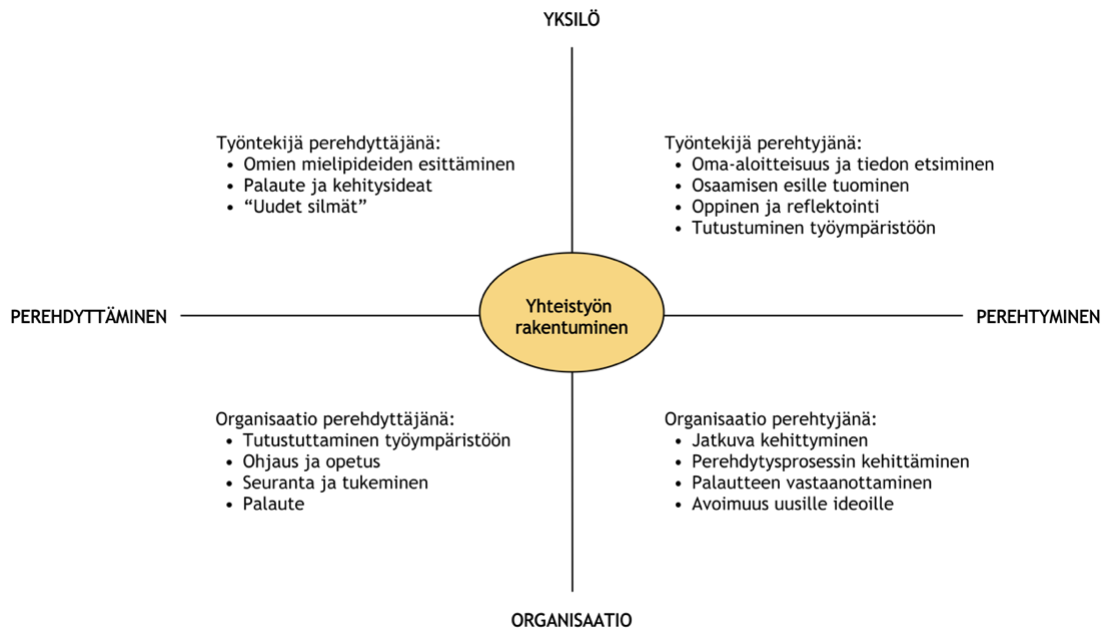 YKSILÖ
Työntekijä perehdyttäjänä:
• Omien mielipiteiden esittäminen
• Palaute ja kehitysideat
• “Uudet silmät”
Työntekijä perehtyjänä:
• Oma-aloitteisuus ja tiedon etsiminen
• Osaamisen esille tuominen
• Oppinen ja reflektointi
• Tutustuminen työympäristöön
PEREHDYTTÄMINEN
Yhteistyön
rakentuminen
PEREHTYMINEN
Organisaatio perehdyttäjänä:
• Tutustuttaminen työympäristöön
• Ohjaus ja opetus
• Seuranta ja tukeminen
• Palaute
Organisaatio perehtyjänä:
• Jatkuva kehittyminen
• Perehdytysprosessin kehittäminen
• Palautteen vastaanottaminen
• Avoimuus uusille ideoille
ORGANISAATIO